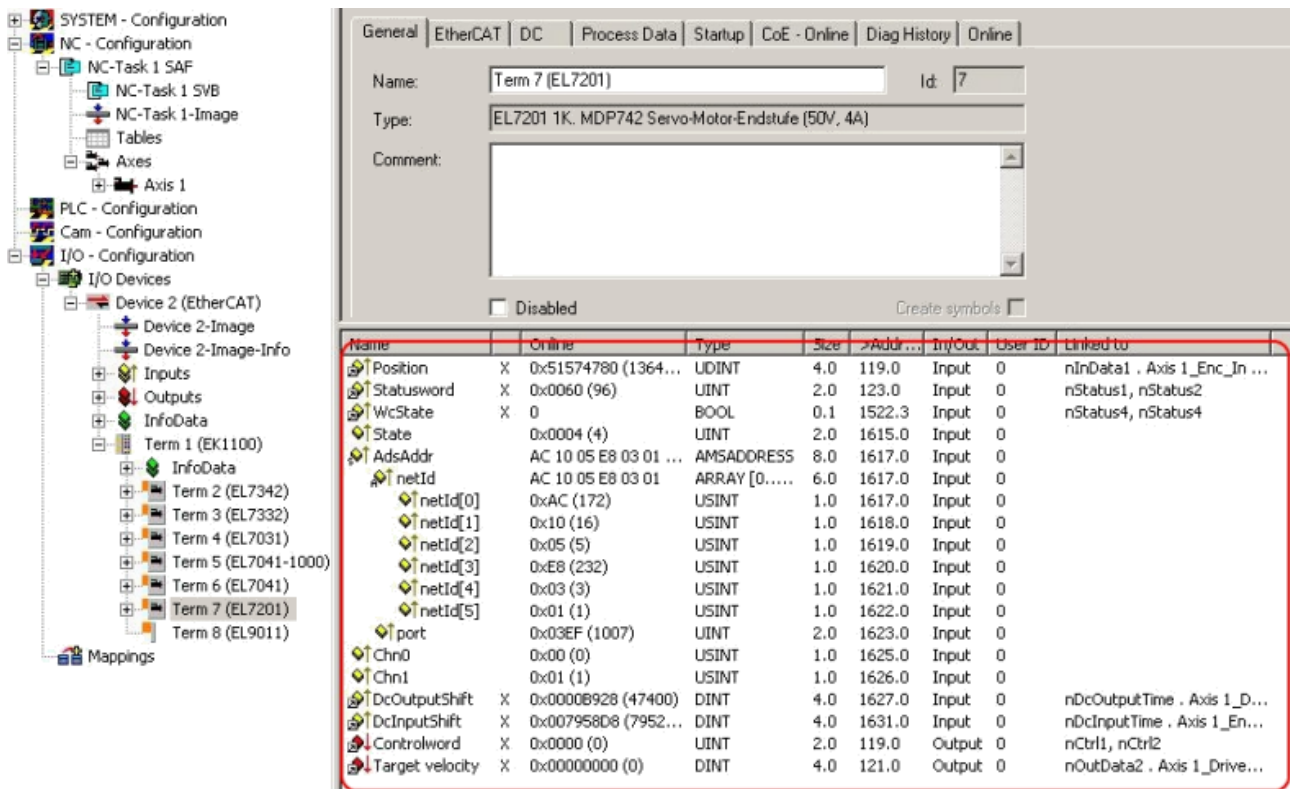 SYSTEM - Configuration
NC - Configuration
NC-Task 1 SAF
NC-Task 1 SVB
NC-Task 1-Image
Tables
Axes
Axis 1
PLC - Configuration
Cam - Configuration
I/O - Configuration
I/O Devices
Device 2 (EtherCAT)
Device 2-Image
Device 2-Image-Info
Inputs
Outputs
InfoData
Term 1 (EK1100)
InfoData
Term 2 (EL7342)
Term 3 (EL7332)
Term 4 (EL7031)
Term 5 (EL7041-1000)
Term 6 (EL7041)
Term 7 (EL7201)
Term 8 (EL9011)
Mappings
General EtherCAT DC Process Data Startup CoE - Online Diag History Online
Name: Term 7 (EL7201) Id: 7
Type: EL7201 1K. MDP742 Servo-Motor-Endstufe (50V, 4A)
Comment:
Disabled Create symbols
Name Online Type Size >Addr... In/Out User ID Linked to
Position X 0x51574780 (1364... UDINT 4.0 119.0 Input 0 nInData1 . Axis 1_Enc_In ...
Statusword X 0x0060 (96) UINT 2.0 123.0 Input 0 nStatus1, nStatus2
WcState X 0 BOOL 0.1 1522.3 Input 0 nStatus4, nStatus4
State 0x0004 (4) UINT 2.0 1615.0 Input 0
AdsAddr AC 10 05 E8 03 01 ... AMSADDRESS 8.0 1617.0 Input 0
netId AC 10 05 E8 03 01 ARRAY [0..... 6.0 1617.0 Input 0
netId[0] 0xAC (172) USINT 1.0 1617.0 Input 0
netId[1] 0x10 (16) USINT 1.0 1618.0 Input 0
netId[2] 0x05 (5) USINT 1.0 1619.0 Input 0
netId[3] 0xE8 (232) USINT 1.0 1620.0 Input 0
netId[4] 0x03 (3) USINT 1.0 1621.0 Input 0
netId[5] 0x01 (1) USINT 1.0 1622.0 Input 0
port 0x03EF (1007) UINT 2.0 1623.0 Input 0
Chn0 0x00 (0) USINT 1.0 1625.0 Input 0
Chn1 0x01 (1) USINT 1.0 1626.0 Input 0
DcOutputShift X 0x0000B928 (47400) DINT 4.0 1627.0 Input 0 nDcOutputTime . Axis 1_D...
DcInputShift X 0x007958D8 (7952... DINT 4.0 1631.0 Input 0 nDcInputTime . Axis 1_En...
Controlword X 0x0000 (0) UINT 2.0 119.0 Output 0 nCtrl1, nCtrl2
Target velocity X 0x00000000 (0) DINT 4.0 121.0 Output 0 nOutData2 . Axis 1_Drive...